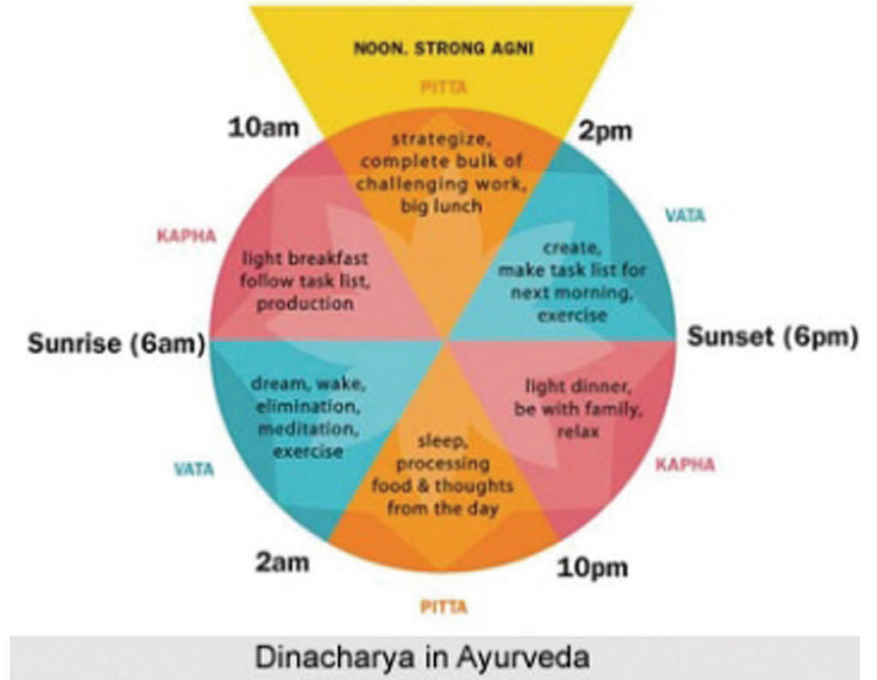 NOON. STRONG AGNI
PITTA
10am
2pm
strategize,
complete bulk of
challenging work,
big lunch
KAPHA
VATA
light breakfast
follow task list,
production
create,
make task list for
next morning,
exercise
Sunrise (6am)
Sunset (6pm)
dream, wake,
elimination,
meditation,
exercise
light dinner,
be with family,
relax
sleep,
processing
food & thoughts
from the day
VATA
KAPHA
2am
10pm
PITTA
Dinacharya in Ayurveda